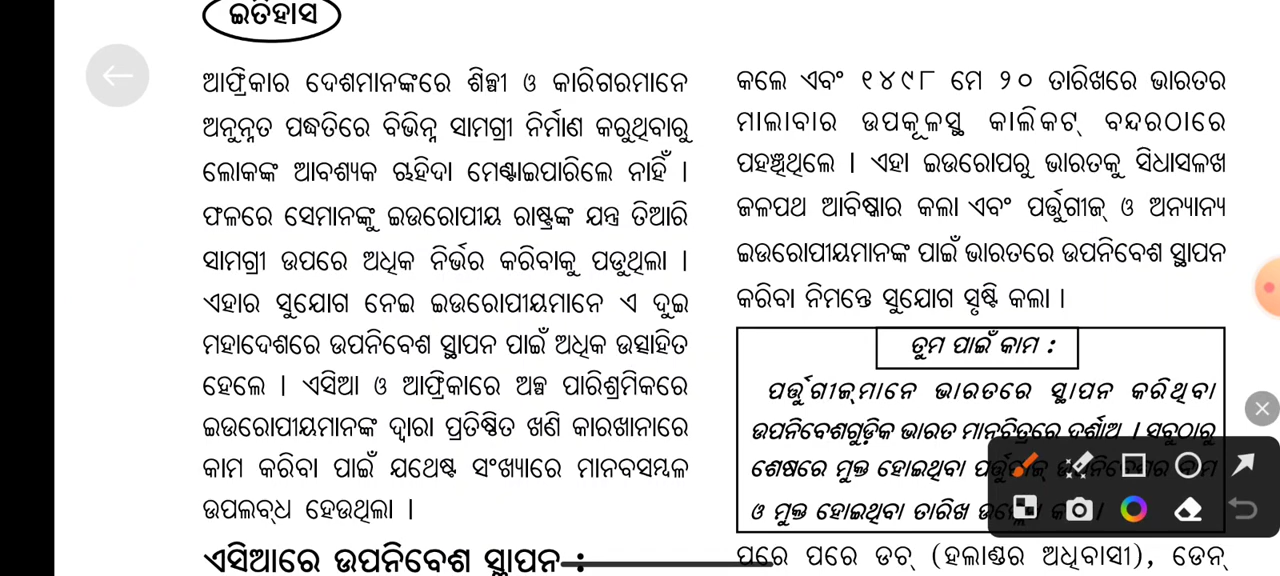 ଇତିହାସ
ଆଫ୍ରିକାର ଦେଶମାନଙ୍କରେ ଶିଳ୍ପୀ ଓ କାରିଗରମାନେ
ଅନୁନ୍ନତ ପଦ୍ଧତିରେ ବିଭିନ୍ନ ସାମଗ୍ରୀ ନିର୍ମାଣ କରୁଥିବାରୁ
ଲୋକଙ୍କ ଆବଶ୍ୟକ ଚାହିଦା ମେଣ୍ଟାଇପାରିଲେ ନାହିଁ ।
ଫଳରେ ସେମାନଙ୍କୁ ଇଉରୋପୀୟ ରାଷ୍ଟ୍ରଙ୍କ ଯନ୍ତ୍ର ତିଆରି
ସାମଗ୍ରୀ ଉପରେ ଅଧିକ ନିର୍ଭର କରିବାକୁ ପଡୁଥିଲା ।
ଏହାର ସୁଯୋଗ ନେଇ ଇଉରୋପୀୟମାନେ ଏ ଦୁଇ
ମହାଦେଶରେ ଉପନିବେଶ ସ୍ଥାପନ ପାଇଁ ଅଧିକ ଉତ୍ସାହିତ
ହେଲେ । ଏସିଆ ଓ ଆଫ୍ରିକାରେ ଅଳ୍ପ ପାରିଶ୍ରମିକରେ
ଇଉରୋପୀୟମାନଙ୍କ ଦ୍ୱାରା ପ୍ରତିଷ୍ଠିତ ଖଣି କାରଖାନାରେ
କାମ କରିବା ପାଇଁ ଯଥେଷ୍ଟ ସଂଖ୍ୟାରେ ମାନବସମ୍ବଳ
ଉପଲବ୍ଧ ହେଉଥିଲା ।
ଏସିଆରେ ଉପନିବେଶ ସ୍ଥାପନ :
କଲେ ଏବଂ ୧୪୯୮ ମେ ୨୦ ତାରିଖରେ ଭାରତର
ମାଲାବାର ଉପକୂଳସ୍ଥ କାଲିକଟ୍ ବନ୍ଦରଠାରେ
ପହଞ୍ଚିଥିଲେ । ଏହା ଇଉରୋପରୁ ଭାରତକୁ ସିଧାସଳଖ
ଜଳପଥ ଆବିଷ୍କାର କଲା ଏବଂ ପର୍ତ୍ତୁଗୀଜ୍ ଓ ଅନ୍ୟାନ୍ୟ
ଇଉରୋପୀୟମାନଙ୍କ ପାଇଁ ଭାରତରେ ଉପନିବେଶ ସ୍ଥାପନ
କରିବା ନିମନ୍ତେ ସୁଯୋଗ ସୃଷ୍ଟି କଲା ।
ତୁମ ପାଇଁ କାମ :
ପର୍ତ୍ତୁଗୀଜ୍‌ମାନେ ଭାରତରେ ସ୍ଥାପନ କରିଥିବା
ଉପନିବେଶଗୁଡ଼ିକ ଭାରତ ମାନଚିତ୍ରରେ ଦର୍ଶାଅ । ସବୁଠାରୁ
ଶେଷରେ ମୁକ୍ତ ହୋଇଥିବା ପର୍ତ୍ତୁଗୀଜ୍ ଉପନିବେଶର ନାମ
ଓ ମୁକ୍ତ ହୋଇଥିବା ତାରିଖ
ପରେ ପରେ ଡଚ୍ (ହଲାଣ୍ଡର ଅଧିବାସୀ), ଡେନ୍